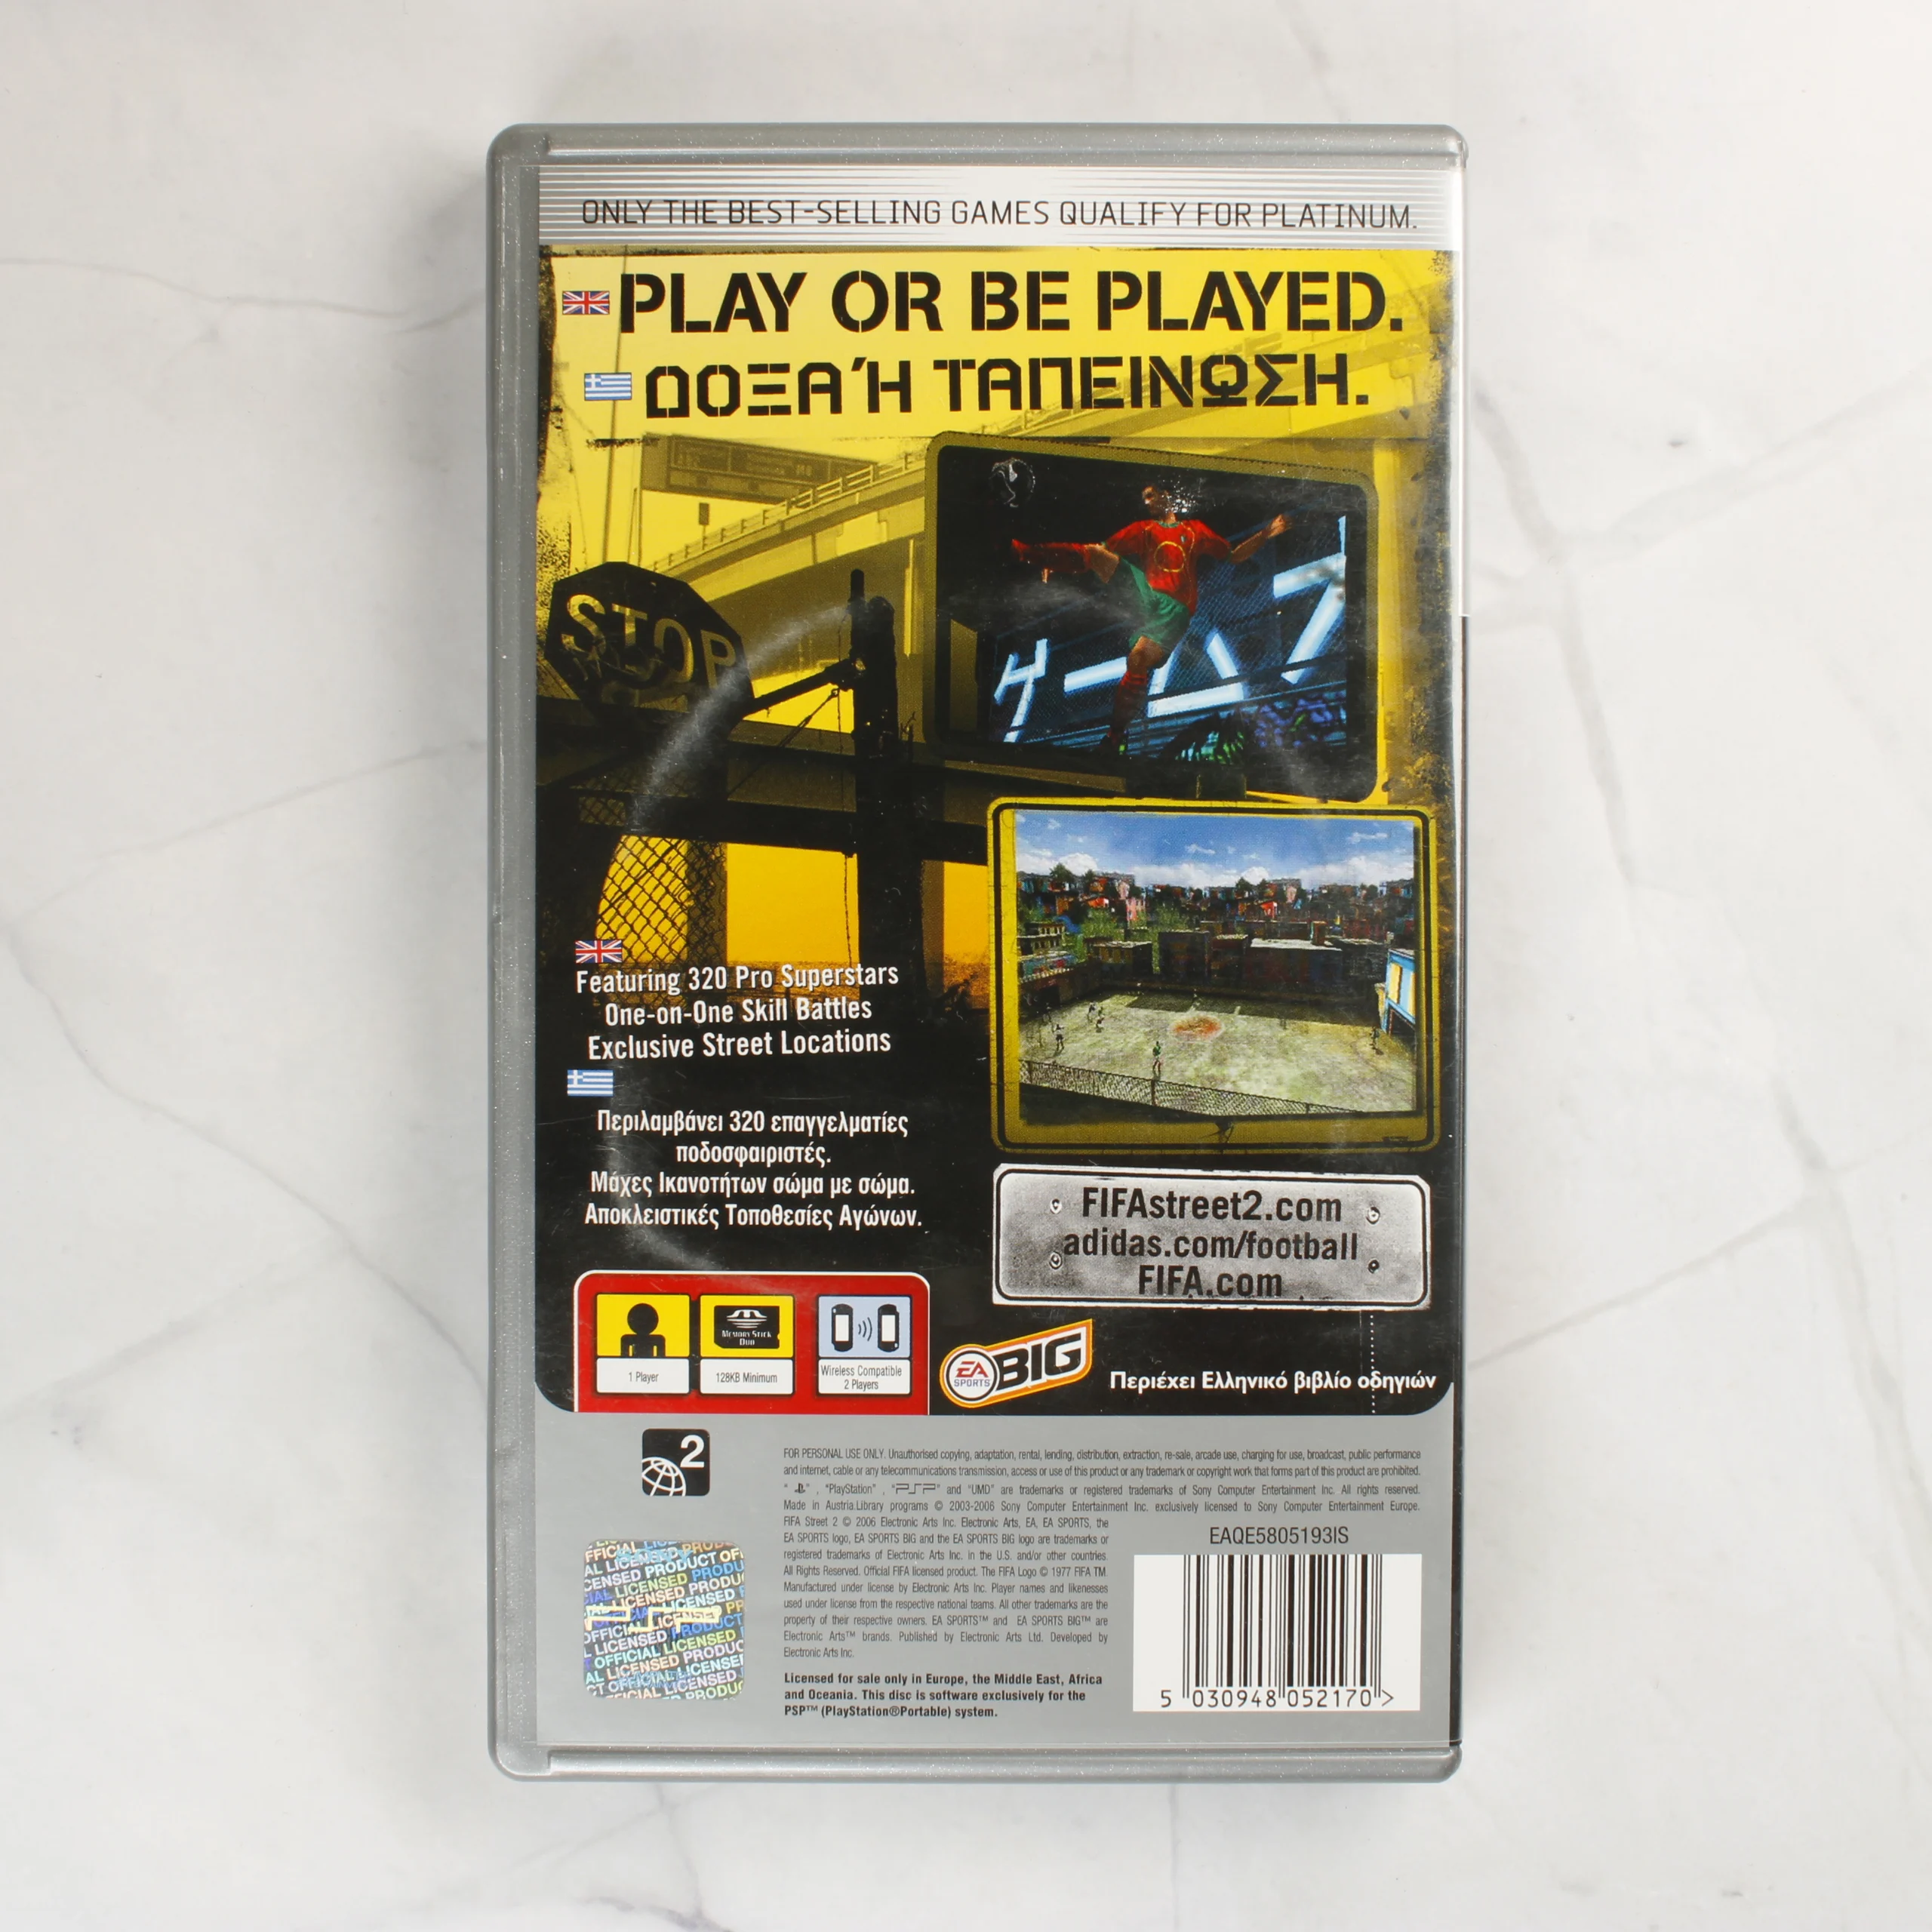 ONLY THE BEST-SELLING GAMES QUALIFY FOR PLATINUM.
PLAY OR BE PLAYED.
ΔΟΞΑ Ή ΤΑΠΕΙΝΩΣΗ.
STOP
ゲームズ
Featuring 320 Pro Superstars
One-on-One Skill Battles
Exclusive Street Locations
Περιλαμβάνει 320 επαγγελματίες
ποδοσφαιριστές.
Μάχες Ικανοτήτων σώμα με σώμα.
Αποκλειστικές Τοποθεσίες Αγώνων.
FIFAstreet2.com
adidas.com/football
FIFA.com
MEMORY STICK
DUO
1 Player
128KB Minimum
Wireless Compatible
2 Players
EA
SPORTS
BIG
Περιέχει Ελληνικό βιβλίο οδηγιών
2
FOR PERSONAL USE ONLY. Unauthorised copying, adaptation, rental, lending, distribution, extraction, re-sale, arcade use, charging for use, broadcast, public performance
and internet, cable or any telecommunications transmission, access or use of this product or any trademark or copyright work that forms part of this product are prohibited.
" ", "PlayStation", "PSP" and "UMD" are trademarks or registered trademarks of Sony Computer Entertainment Inc. All rights reserved.
Made in Austria.Library programs © 2003-2006 Sony Computer Entertainment Inc. exclusively licensed to Sony Computer Entertainment Europe.
FIFA Street 2 © 2006 Electronic Arts Inc. Electronic Arts, EA, EA SPORTS, the
EA SPORTS logo, EA SPORTS BIG and the EA SPORTS BIG logo are trademarks or
registered trademarks of Electronic Arts Inc. in the U.S. and/or other countries.
All Rights Reserved. Official FIFA licensed product. The FIFA Logo © 1977 FIFA TM.
Manufactured under license by Electronic Arts Inc. Player names and likenesses
used under license from the respective national teams. All other trademarks are the
property of their respective owners. EA SPORTS™ and EA SPORTS BIG™ are
Electronic Arts™ brands. Published by Electronic Arts Ltd. Developed by
Electronic Arts Inc.
Licensed for sale only in Europe, the Middle East, Africa
and Oceania. This disc is software exclusively for the
PSP™ (PlayStation®Portable) system.
OFFICIAL LICENSED PRODUCT
PSP
EAQE5805193IS
5 030948 052170 >